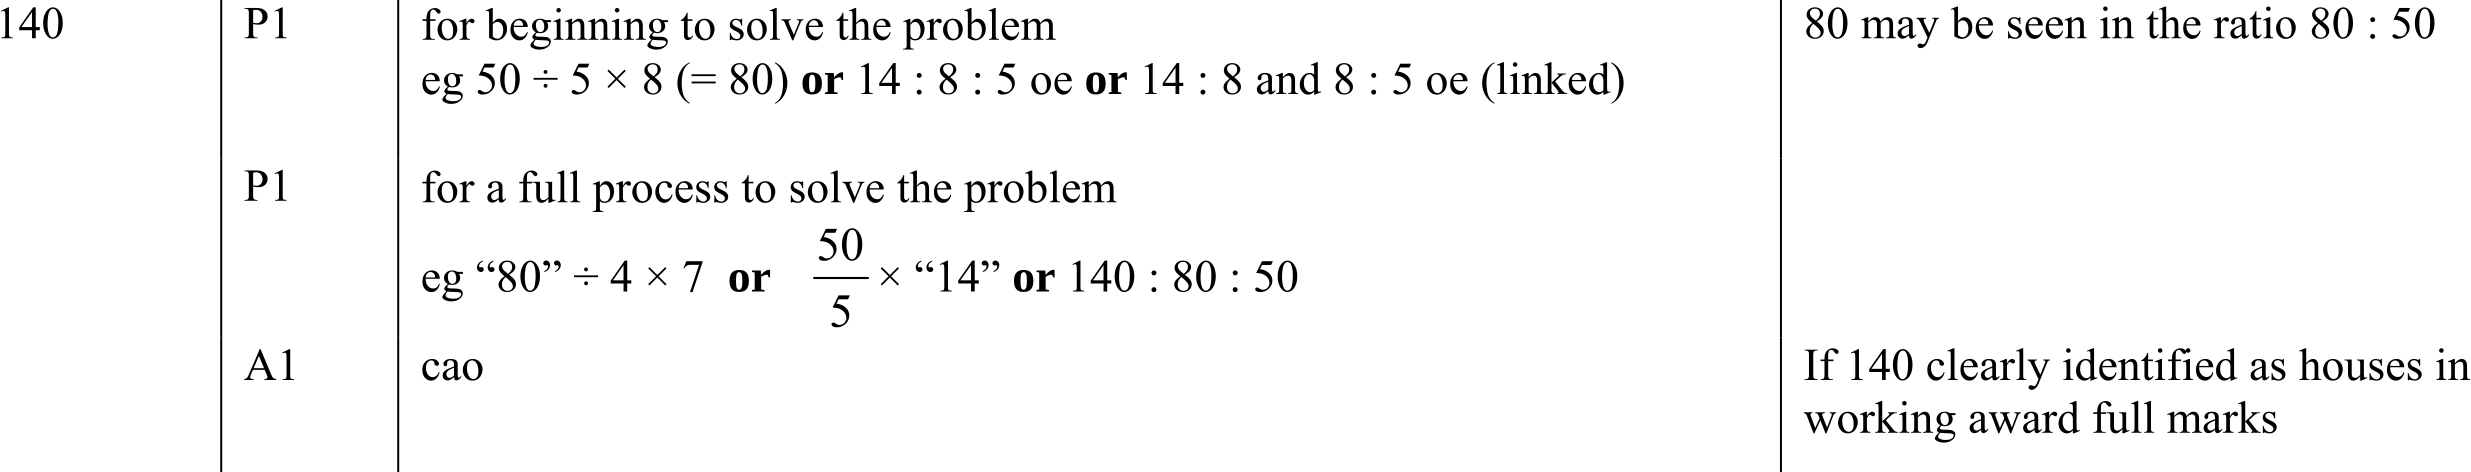 140 P1 for beginning to solve the problem 80 may be seen in the ratio 80 : 50
eg 50 ÷ 5 × 8 (= 80) or 14 : 8 : 5 oe or 14 : 8 and 8 : 5 oe (linked)
P1 for a full process to solve the problem
eg “80” ÷ 4 × 7 or 50/5 × “14” or 140 : 80 : 50
A1 cao If 140 clearly identified as houses in
working award full marks